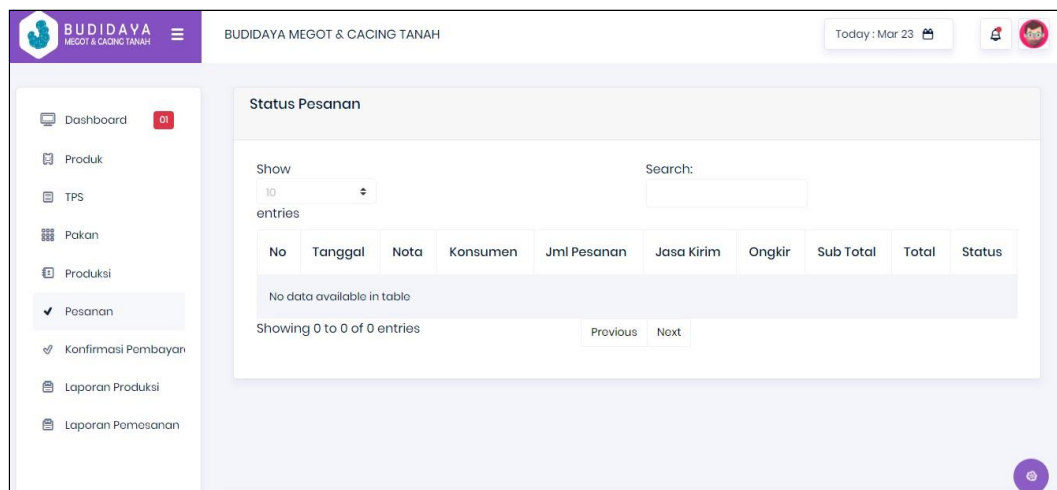 BUDIDAYA
MEGOT & CACING TANAH
BUDIDAYA MEGOT & CACING TANAH
Today : Mar 23
Dashboard 01
Produk
TPS
Pakan
Produksi
Pesanan
Konfirmasi Pembayar
Laporan Produksi
Laporan Pemesanan
Status Pesanan
Show
10
entries
Search:
No Tanggal Nota Konsumen Jml Pesanan Jasa Kirim Ongkir Sub Total Total Status
No data available in table
Showing 0 to 0 of 0 entries
Previous Next